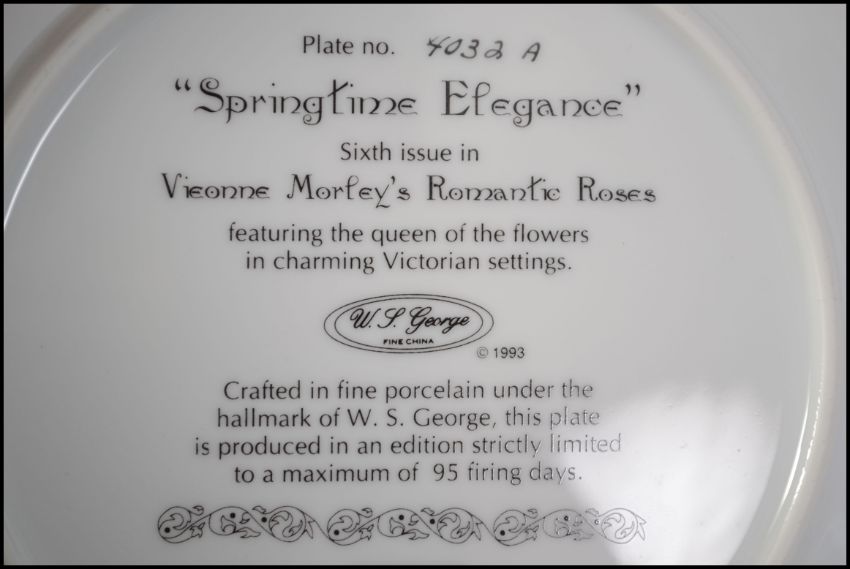 Plate no. 4032 A
“Springtime Elegance”
Sixth issue in
Vieonne Morley's Romantic Roses
featuring the queen of the flowers
in charming Victorian settings.
W. S. George
FINE CHINA
© 1993
Crafted in fine porcelain under the
hallmark of W. S. George, this plate
is produced in an edition strictly limited
to a maximum of 95 firing days.